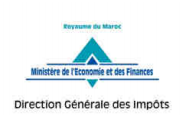 Royaume du Maroc
Ministère de l'Economie et des Finances
Direction Générale des Impôts